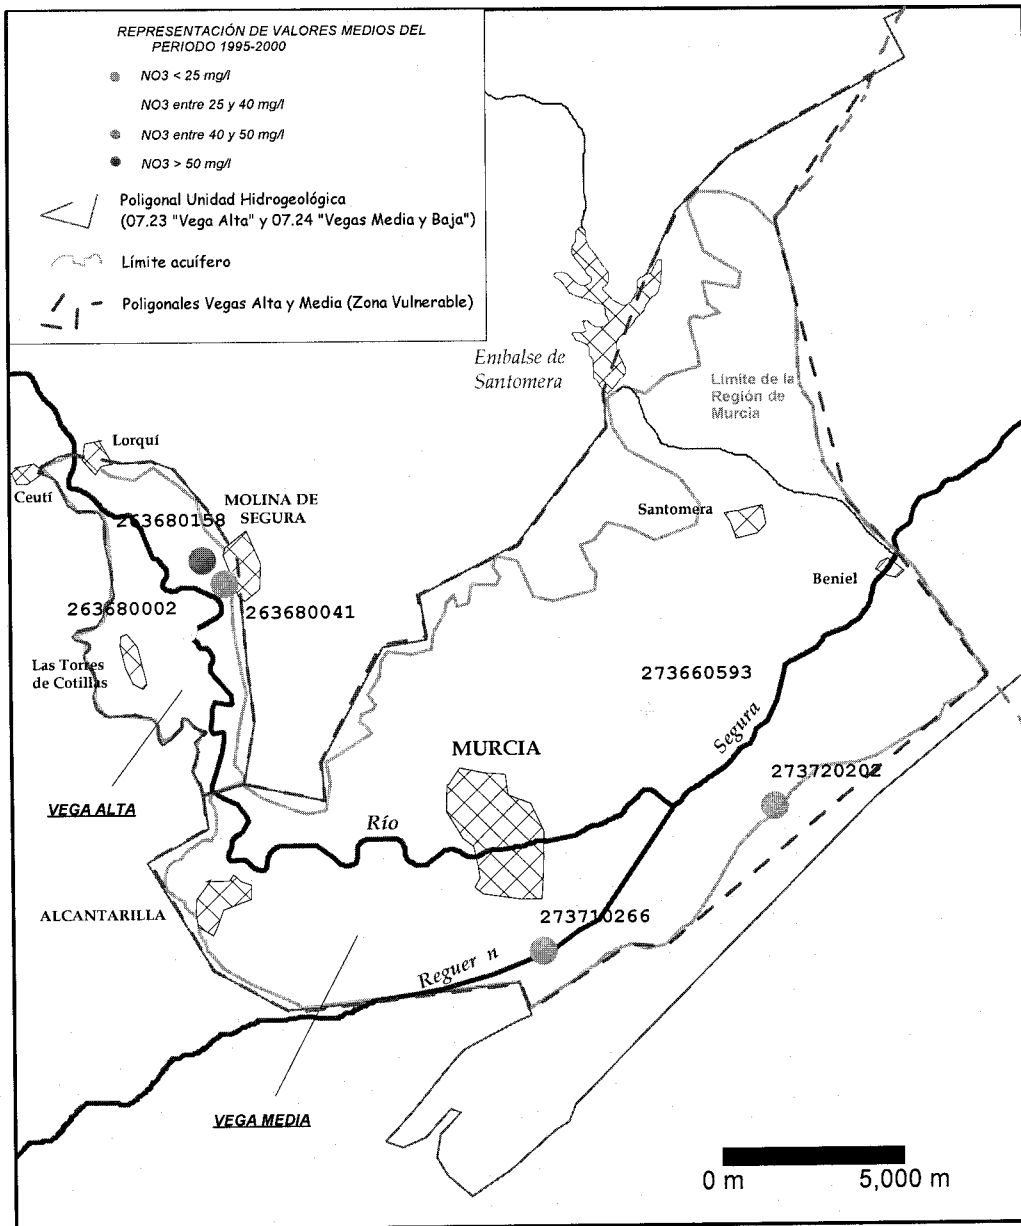 REPRESENTACIÓN DE VALORES MEDIOS DEL
PERIODO 1995-2000
NO3 < 25 mg/l
NO3 entre 25 y 40 mg/l
NO3 entre 40 y 50 mg/l
NO3 > 50 mg/l
Poligonal Unidad Hidrogeológica
(07.23 "Vega Alta" y 07.24 "Vegas Media y Baja")
Límite acuífero
Poligonales Vegas Alta y Media (Zona Vulnerable)
Embalse de
Santomera
Límite de la
Región de
Murcia
Lorquí
Ceutí
MOLINA DE
SEGURA
263680158
Santomera
Beniel
263680002
263680041
Las Torres
de Cotillas
273660593
Segura
MURCIA
273720202
VEGA ALTA
Río
ALCANTARILLA
273710266
Reguer n
VEGA MEDIA
0 m
5,000 m